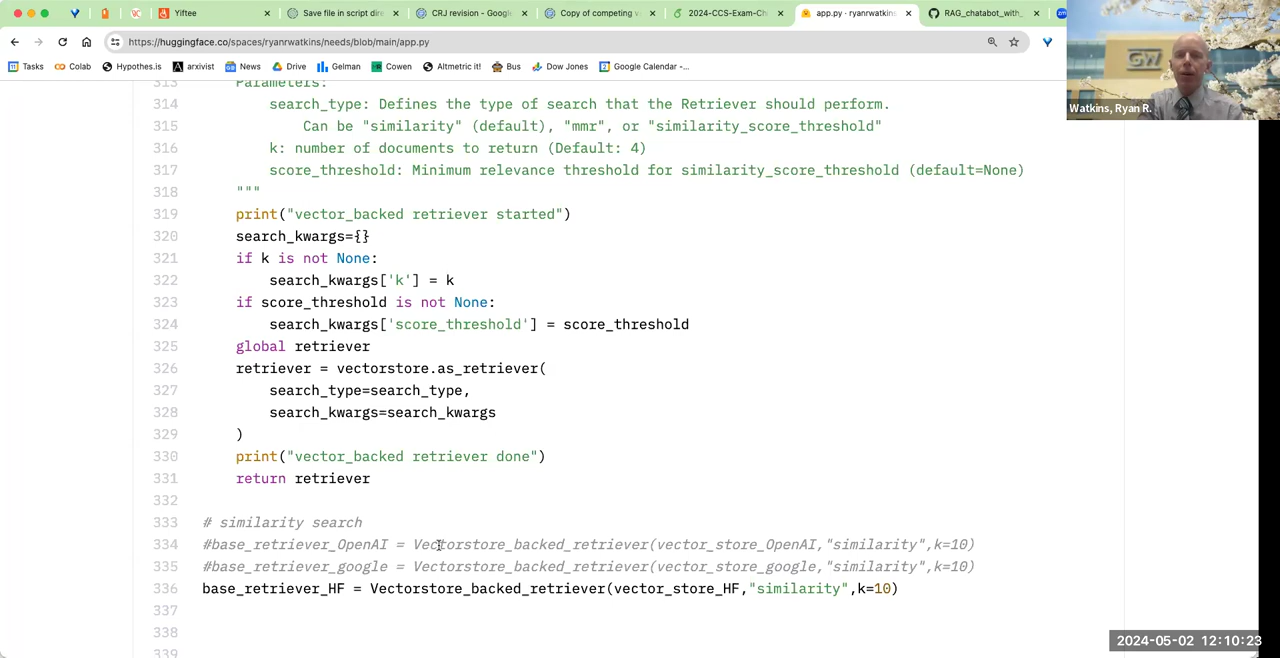 Yiftee
Save file in script dire
CRJ revision - Google
Copy of competing v
2024-CCS-Exam-Ch
app.py · ryanrwatkins
RAG_chatabot_with_
https://huggingface.co/spaces/ryanrwatkins/needs/blob/main/app.py
Tasks
Colab
Hypothes.is
arxivist
News
Drive
Gelman
Cowen
Altmetric it!
Bus
Dow Jones
Google Calendar -...
GW
Watkins, Ryan R.
313 Parameters:
314 search_type: Defines the type of search that the Retriever should perform.
315 Can be "similarity" (default), "mmr", or "similarity_score_threshold"
316 k: number of documents to return (Default: 4)
317 score_threshold: Minimum relevance threshold for similarity_score_threshold (default=None)
318 """
319 print("vector_backed retriever started")
320 search_kwargs={}
321 if k is not None:
322 search_kwargs['k'] = k
323 if score_threshold is not None:
324 search_kwargs['score_threshold'] = score_threshold
325 global retriever
326 retriever = vectorstore.as_retriever(
327 search_type=search_type,
328 search_kwargs=search_kwargs
329 )
330 print("vector_backed retriever done")
331 return retriever
332
333 # similarity search
334 #base_retriever_OpenAI = Vectorstore_backed_retriever(vector_store_OpenAI,"similarity",k=10)
335 #base_retriever_google = Vectorstore_backed_retriever(vector_store_google,"similarity",k=10)
336 base_retriever_HF = Vectorstore_backed_retriever(vector_store_HF,"similarity",k=10)
337
338
339
2024-05-02 12:10:23